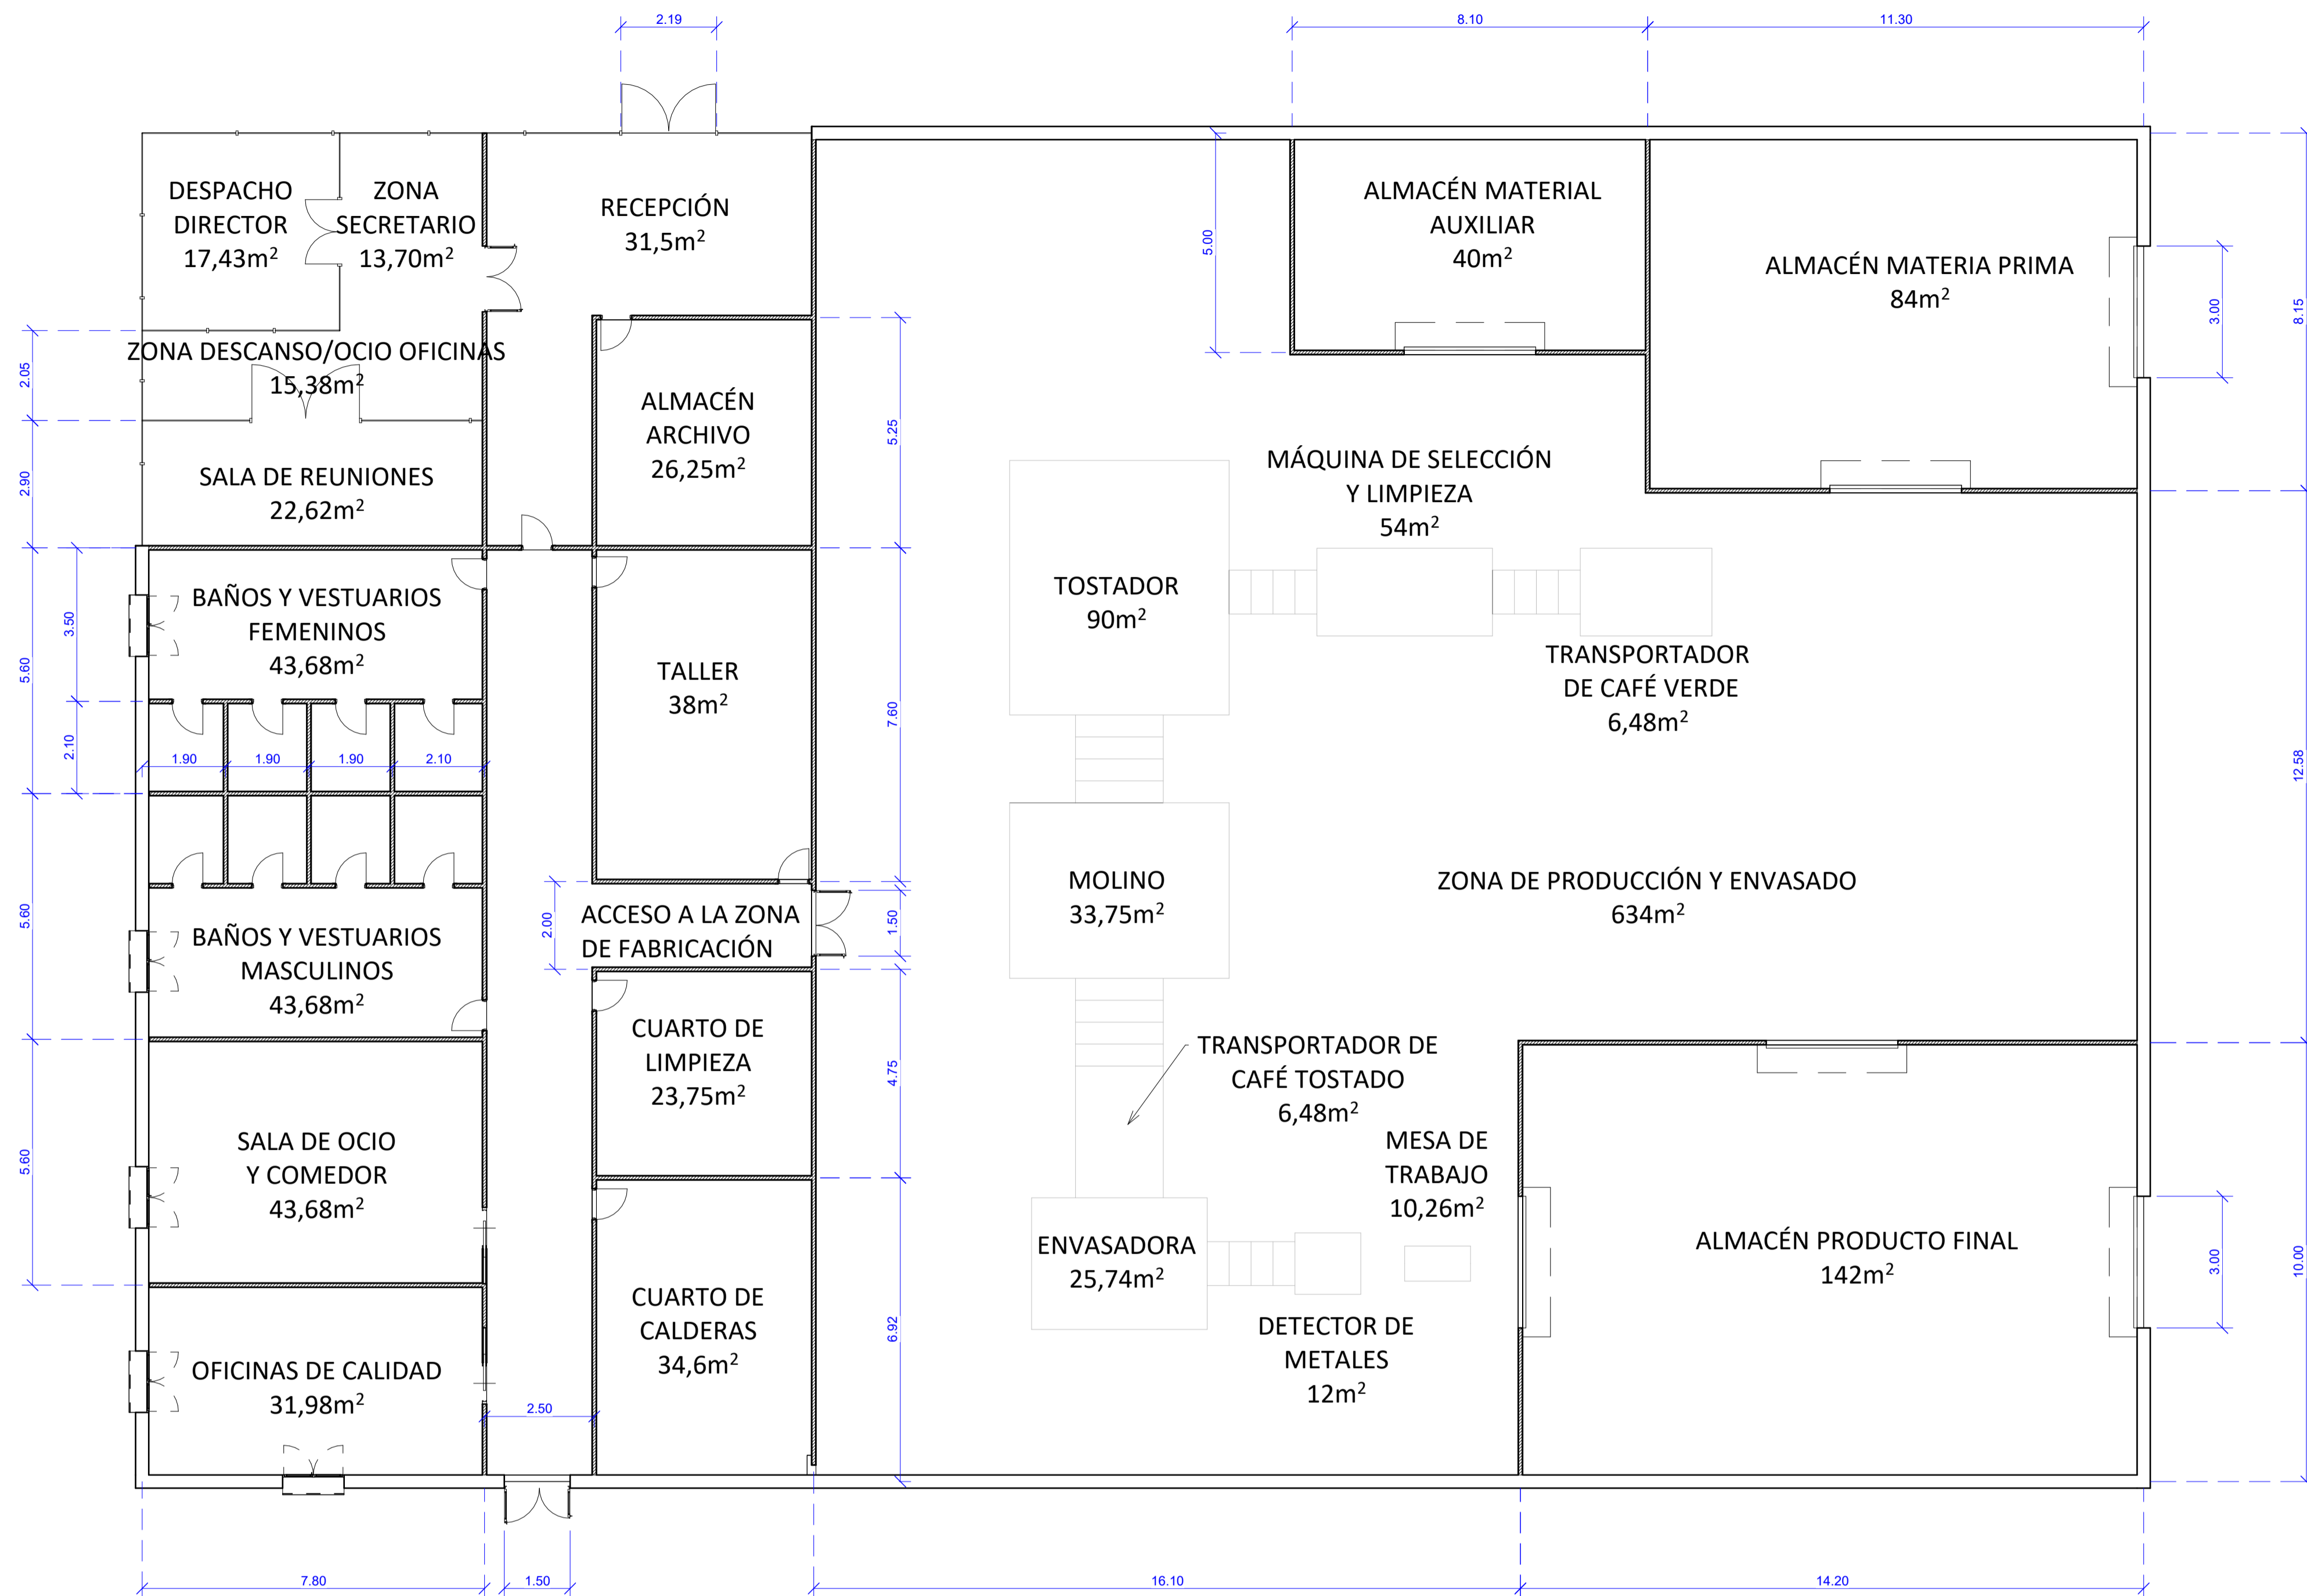 2.19
8.10
11.30
DESPACHO
DIRECTOR
17,43m²
ZONA
SECRETARIO
13,70m²
RECEPCIÓN
31,5m²
5.00
ALMACÉN MATERIAL
AUXILIAR
40m²
ALMACÉN MATERIA PRIMA
84m²
3.00
8.15
2.05
ZONA DESCANSO/OCIO OFICINAS
15,38m²
2.90
SALA DE REUNIONES
22,62m²
ALMACÉN
ARCHIVO
26,25m²
5.25
MÁQUINA DE SELECCIÓN
Y LIMPIEZA
54m²
5.60
3.50
2.10
BAÑOS Y VESTUARIOS
FEMENINOS
43,68m²
1.90
1.90
1.90
2.10
TALLER
38m²
7.60
TOSTADOR
90m²
TRANSPORTADOR
DE CAFÉ VERDE
6,48m²
12.58
5.60
BAÑOS Y VESTUARIOS
MASCULINOS
43,68m²
2.00
ACCESO A LA ZONA
DE FABRICACIÓN
1.50
MOLINO
33,75m²
ZONA DE PRODUCCIÓN Y ENVASADO
634m²
5.60
SALA DE OCIO
Y COMEDOR
43,68m²
CUARTO DE
LIMPIEZA
23,75m²
4.75
TRANSPORTADOR DE
CAFÉ TOSTADO
6,48m²
MESA DE
TRABAJO
10,26m²
ENVASADORA
25,74m²
ALMACÉN PRODUCTO FINAL
142m²
3.00
10.00
OFICINAS DE CALIDAD
31,98m²
2.50
CUARTO DE
CALDERAS
34,6m²
6.92
DETECTOR DE
METALES
12m²
7.80
1.50
16.10
14.20